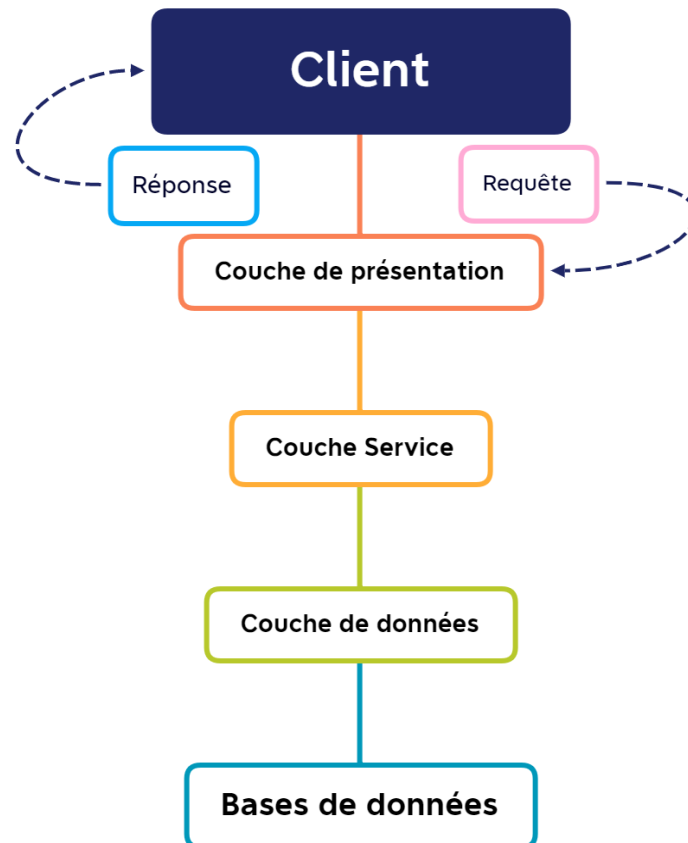 Client
Réponse
Requête
Couche de présentation
Couche Service
Couche de données
Bases de données